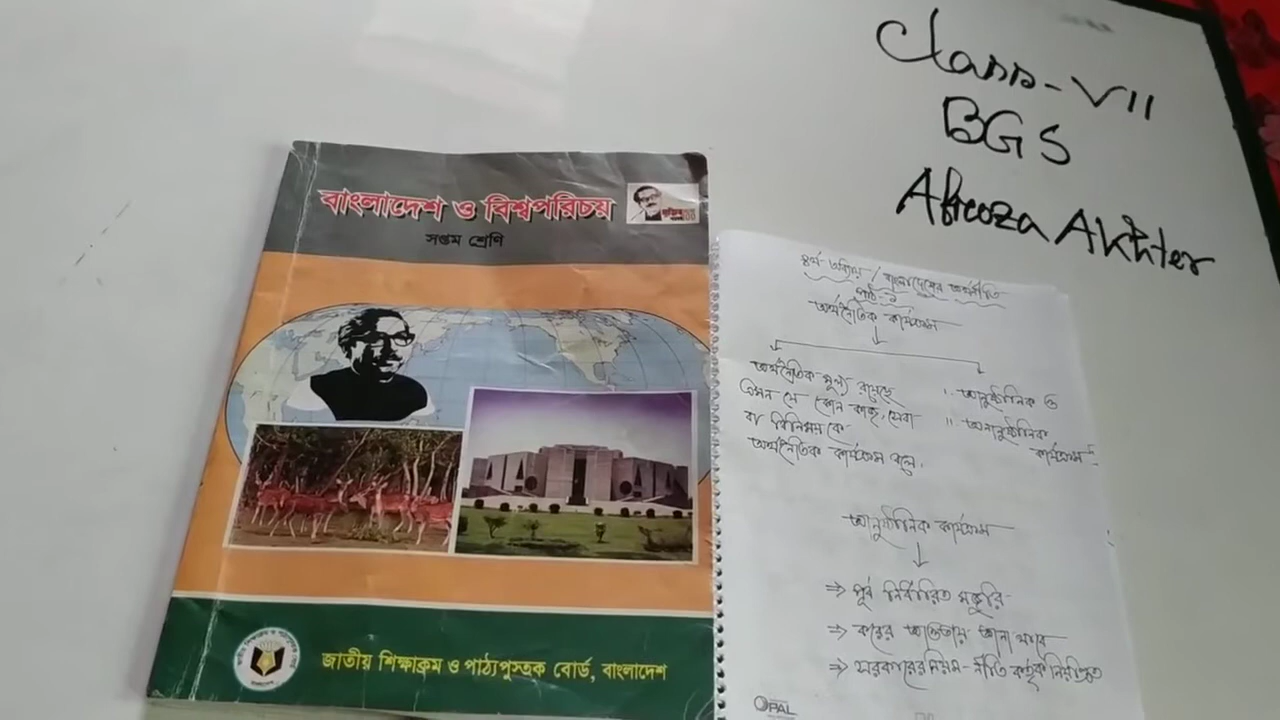 Class-VII
BGS
Afroza Akhter
বাংলাদেশ ও বিশ্বপরিচয়
সপ্তম শ্রেণি
জাতীয় শিক্ষাক্রম ও পাঠ্যপুস্তক বোর্ড, বাংলাদেশ
৪র্থ অধ্যায় / বাংলাদেশের অর্থনীতি
পাঠ-১
অর্থনৈতিক কার্যক্রম
অর্থনৈতিক মূল্য রয়েছে
এমন যে কোন কাজ, সেবা
বা বিনিময়কে
অর্থনৈতিক কার্যক্রম বলে।
আনুষ্ঠানিক ও
অনানুষ্ঠানিক
কার্যক্রম
আনুষ্ঠানিক কার্যক্রম
⇒ পূর্ব নির্ধারিত মজুরি
⇒ করের আওতায় আনা যাবে
⇒ সরকারের নিয়ম-নীতি কর্তৃক নিয়ন্ত্রিত
OPAL